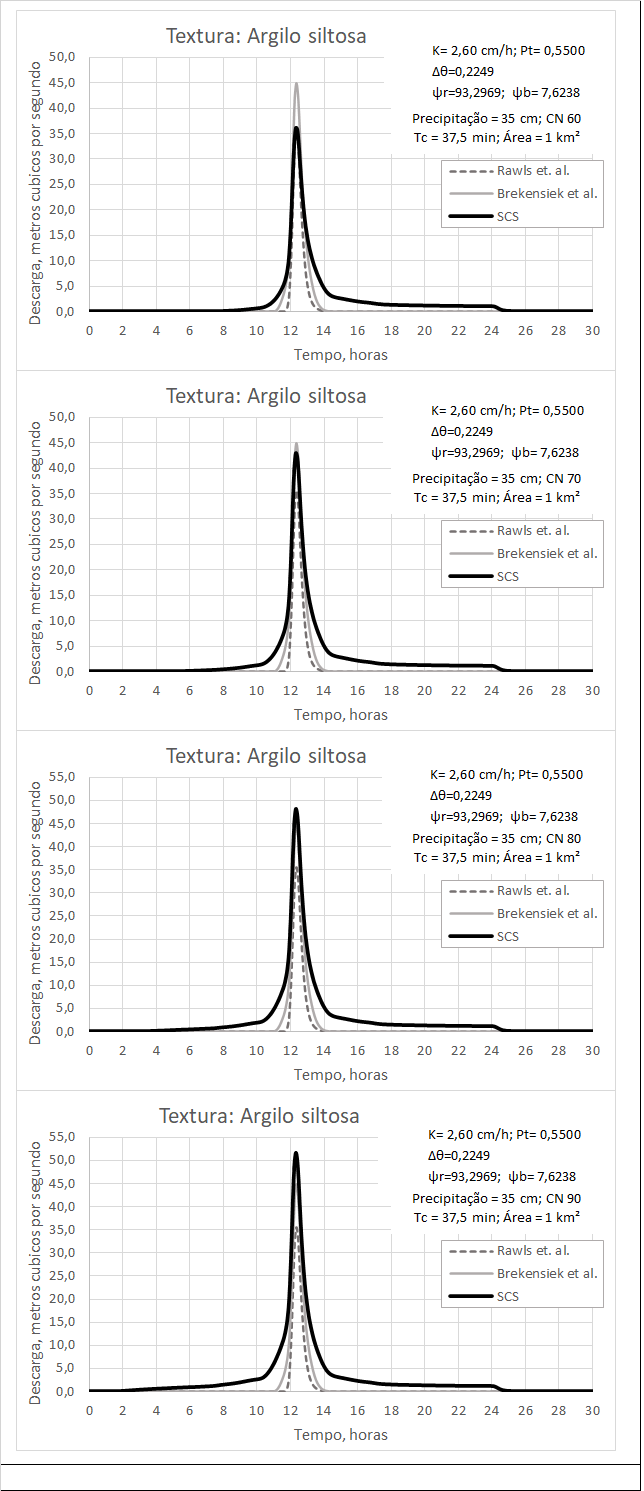 Textura: Argilo siltosa
K= 2,60 cm/h; Pt= 0,5500
Δθ=0,2249
ψr=93,2969; ψb= 7,6238
Precipitação = 35 cm; CN 60
Tc = 37,5 min; Área = 1 km²
Rawls et. al.
Brekensiek et al.
SCS
Descarga, metros cubicos por segundo
50,0
45,0
40,0
35,0
30,0
25,0
20,0
15,0
10,0
5,0
0,0
0 2 4 6 8 10 12 14 16 18 20 22 24 26 28 30
Tempo, horas
Textura: Argilo siltosa
K= 2,60 cm/h; Pt= 0,5500
Δθ=0,2249
ψr=93,2969; ψb= 7,6238
Precipitação = 35 cm; CN 70
Tc = 37,5 min; Área = 1 km²
Rawls et. al.
Brekensiek et al.
SCS
Descarga, metros cubicos por segundo
50,0
45,0
40,0
35,0
30,0
25,0
20,0
15,0
10,0
5,0
0,0
0 2 4 6 8 10 12 14 16 18 20 22 24 26 28 30
Tempo, horas
Textura: Argilo siltosa
K= 2,60 cm/h; Pt= 0,5500
Δθ=0,2249
ψr=93,2969; ψb= 7,6238
Precipitação = 35 cm; CN 80
Tc = 37,5 min; Área = 1 km²
Rawls et. al.
Brekensiek et al.
SCS
Descarga, metros cubicos por segundo
55,0
50,0
45,0
40,0
35,0
30,0
25,0
20,0
15,0
10,0
5,0
0,0
0 2 4 6 8 10 12 14 16 18 20 22 24 26 28 30
Tempo, horas
Textura: Argilo siltosa
K= 2,60 cm/h; Pt= 0,5500
Δθ=0,2249
ψr=93,2969; ψb= 7,6238
Precipitação = 35 cm; CN 90
Tc = 37,5 min; Área = 1 km²
Rawls et. al.
Brekensiek et al.
SCS
Descarga, metros cubicos por segundo
55,0
50,0
45,0
40,0
35,0
30,0
25,0
20,0
15,0
10,0
5,0
0,0
0 2 4 6 8 10 12 14 16 18 20 22 24 26 28 30
Tempo, horas